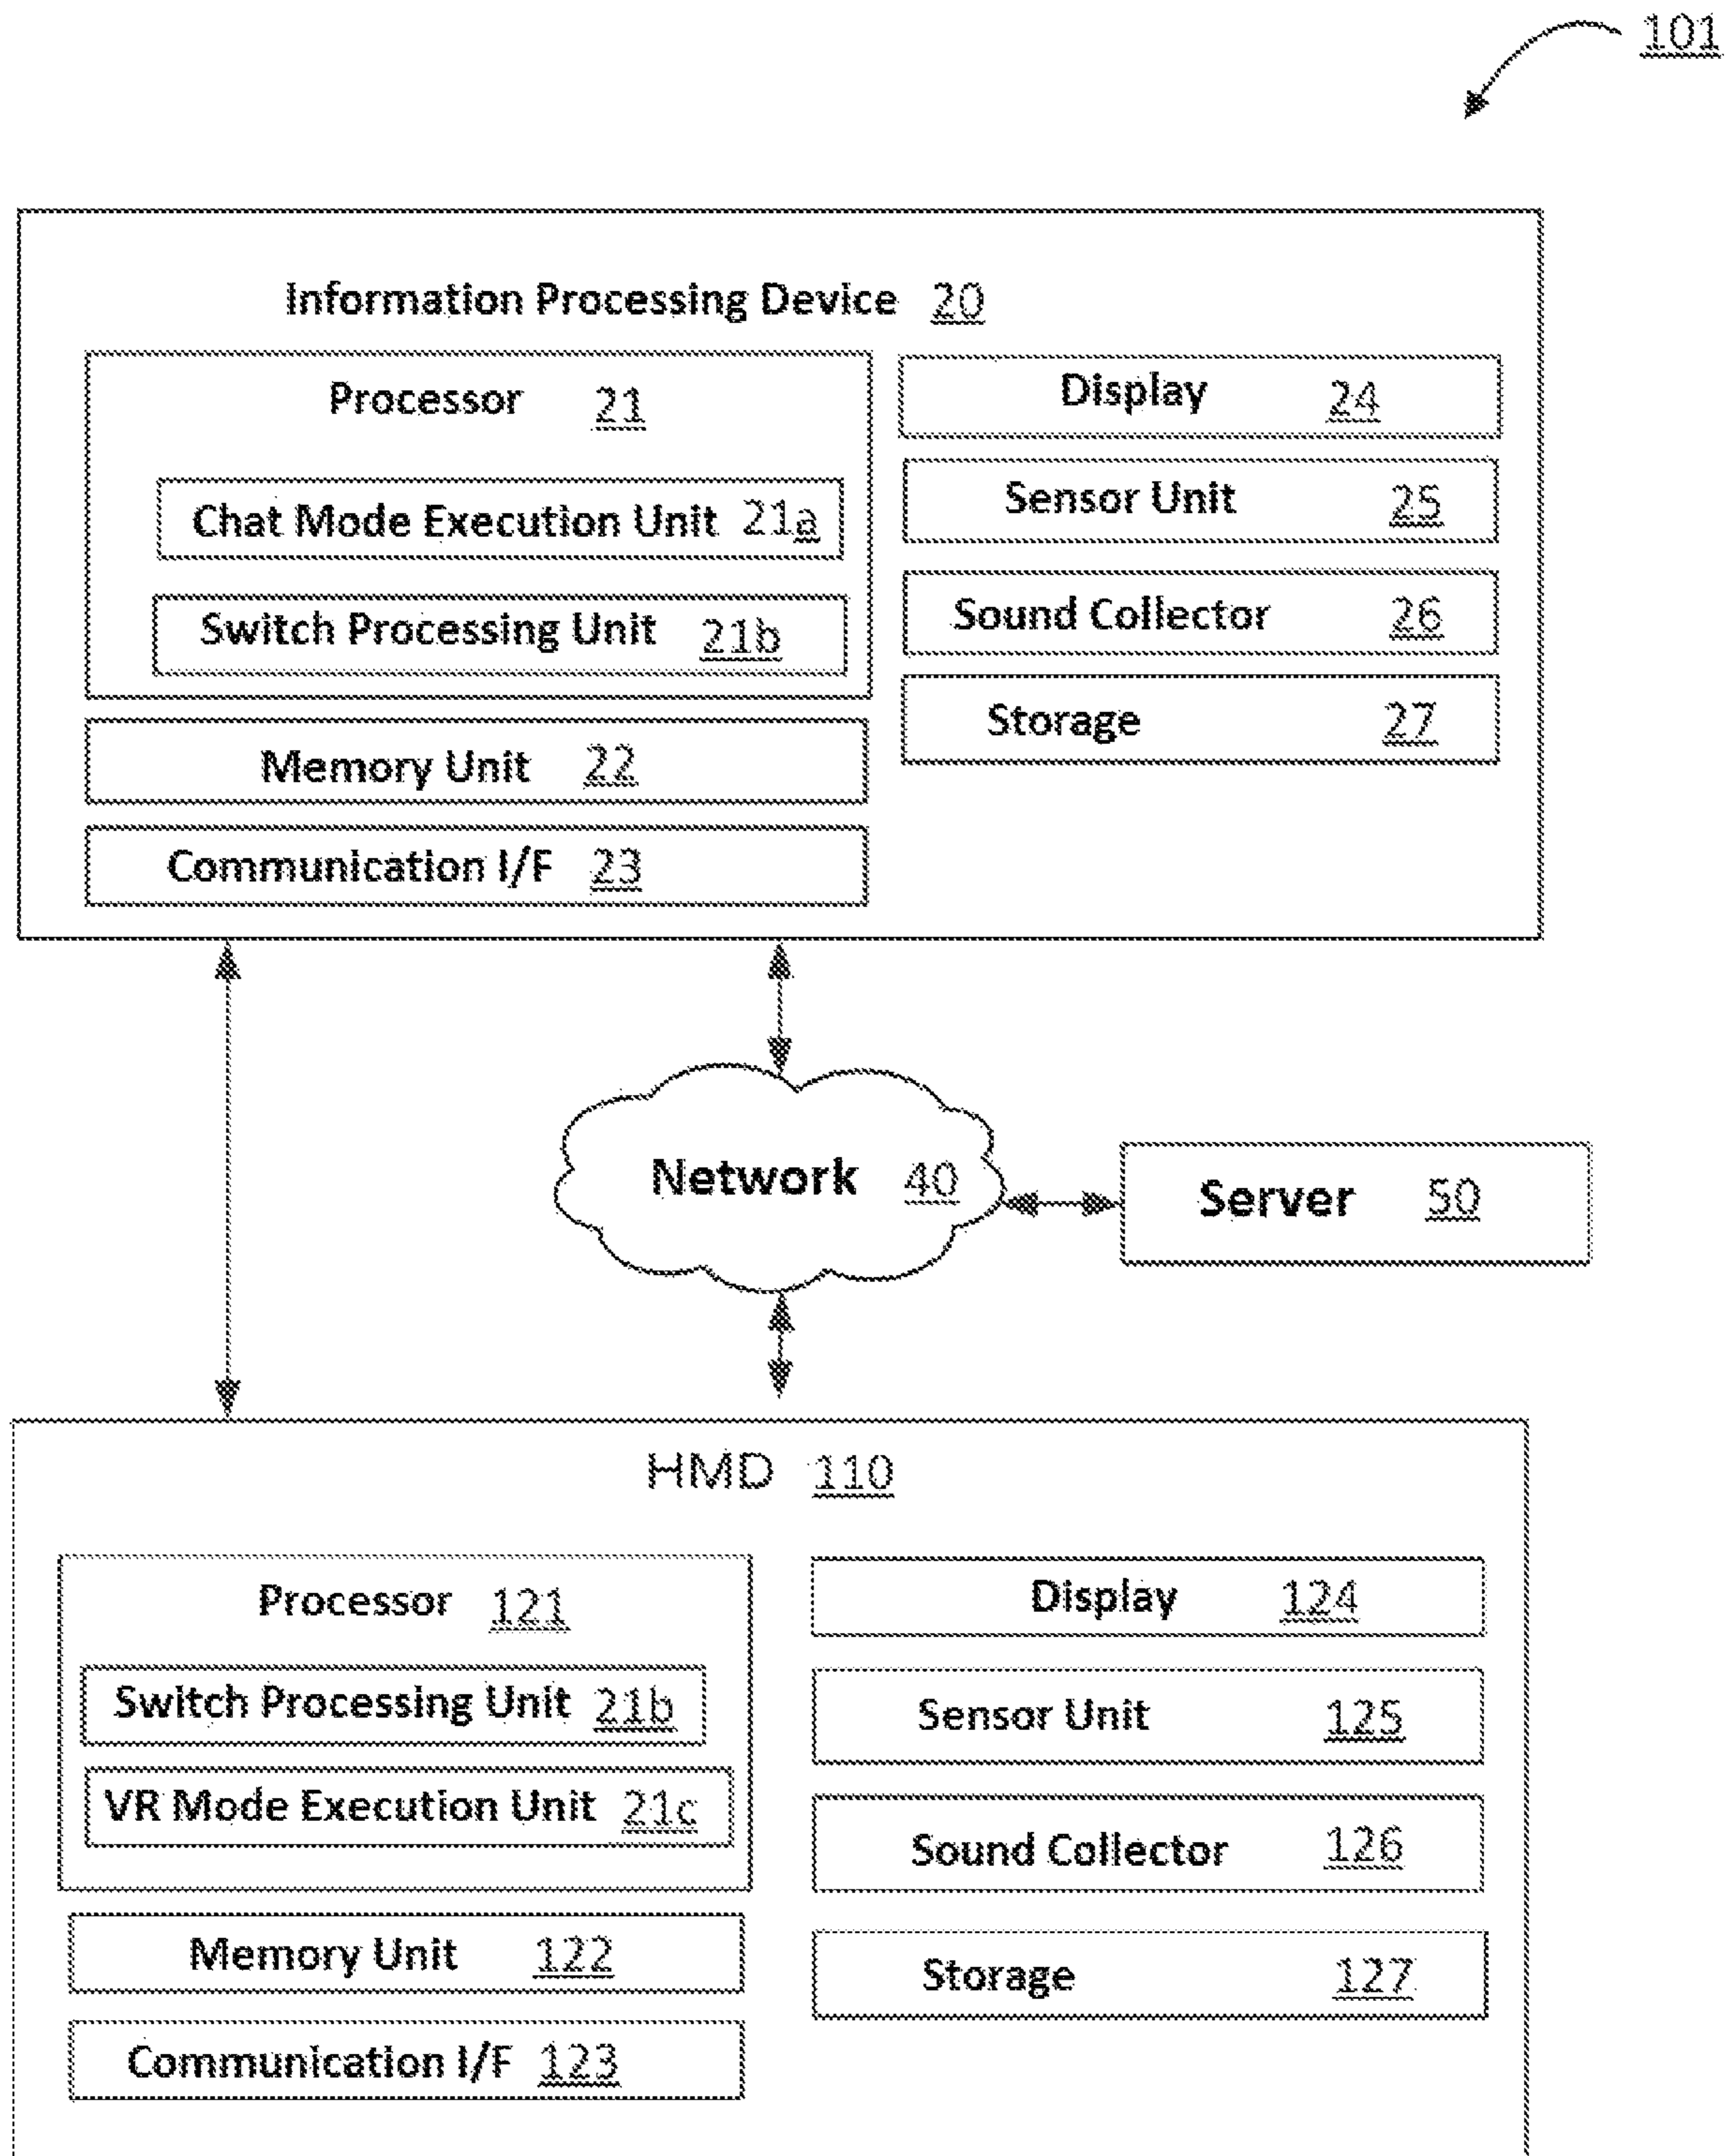 101
Information Processing Device 20
Processor 21
Chat Mode Execution Unit 21a
Switch Processing Unit 21b
Memory Unit 22
Communication I/F 23
Display 24
Sensor Unit 25
Sound Collector 26
Storage 27
Network 40
Server 50
HMD 110
Processor 121
Switch Processing Unit 21b
VR Mode Execution Unit 21c
Memory Unit 122
Communication I/F 123
Display 124
Sensor Unit 125
Sound Collector 126
Storage 127